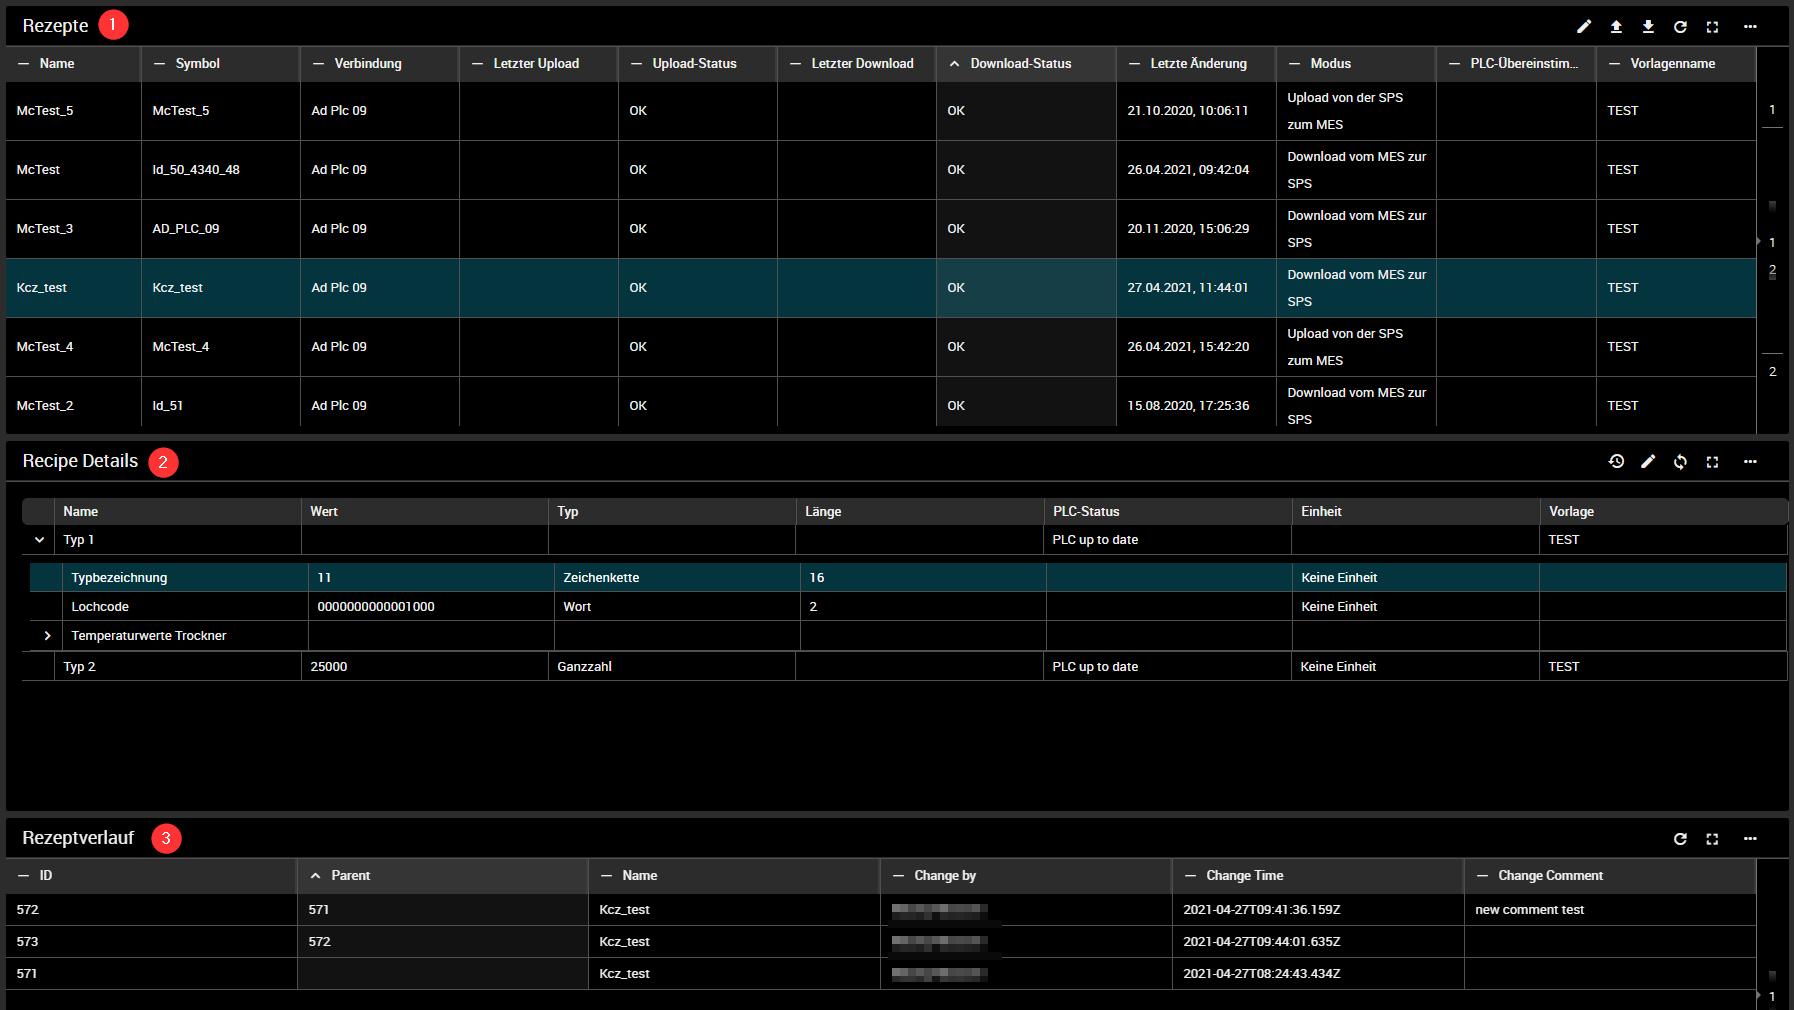 Rezepte 1
Name Symbol Verbindung Letzter Upload Upload-Status Letzter Download Download-Status Letzte Änderung Modus PLC-Übereinstim... Vorlagenname
McTest_5 McTest_5 Ad Plc 09 OK OK 21.10.2020, 10:06:11 Upload von der SPS zum MES TEST 1
McTest Id_50_4340_48 Ad Plc 09 OK OK 26.04.2021, 09:42:04 Download vom MES zur SPS TEST
McTest_3 AD_PLC_09 Ad Plc 09 OK OK 20.11.2020, 15:06:29 Download vom MES zur SPS TEST 1
2
Kcz_test Kcz_test Ad Plc 09 OK OK 27.04.2021, 11:44:01 Download vom MES zur SPS TEST
McTest_4 McTest_4 Ad Plc 09 OK OK 26.04.2021, 15:42:20 Upload von der SPS zum MES TEST 2
McTest_2 Id_51 Ad Plc 09 OK OK 15.08.2020, 17:25:36 Download vom MES zur SPS TEST
Recipe Details 2
Name Wert Typ Länge PLC-Status Einheit Vorlage
Typ 1 PLC up to date TEST
Typbezeichnung 11 Zeichenkette 16 Keine Einheit
Lochcode 0000000000001000 Wort 2 Keine Einheit
Temperaturwerte Trockner
Typ 2 25000 Ganzzahl PLC up to date Keine Einheit TEST
Rezeptverlauf 3
ID Parent Name Change by Change Time Change Comment
572 571 Kcz_test 2021-04-27T09:41:36.159Z new comment test
573 572 Kcz_test 2021-04-27T09:44:01.635Z
571 Kcz_test 2021-04-27T08:24:43.434Z
1